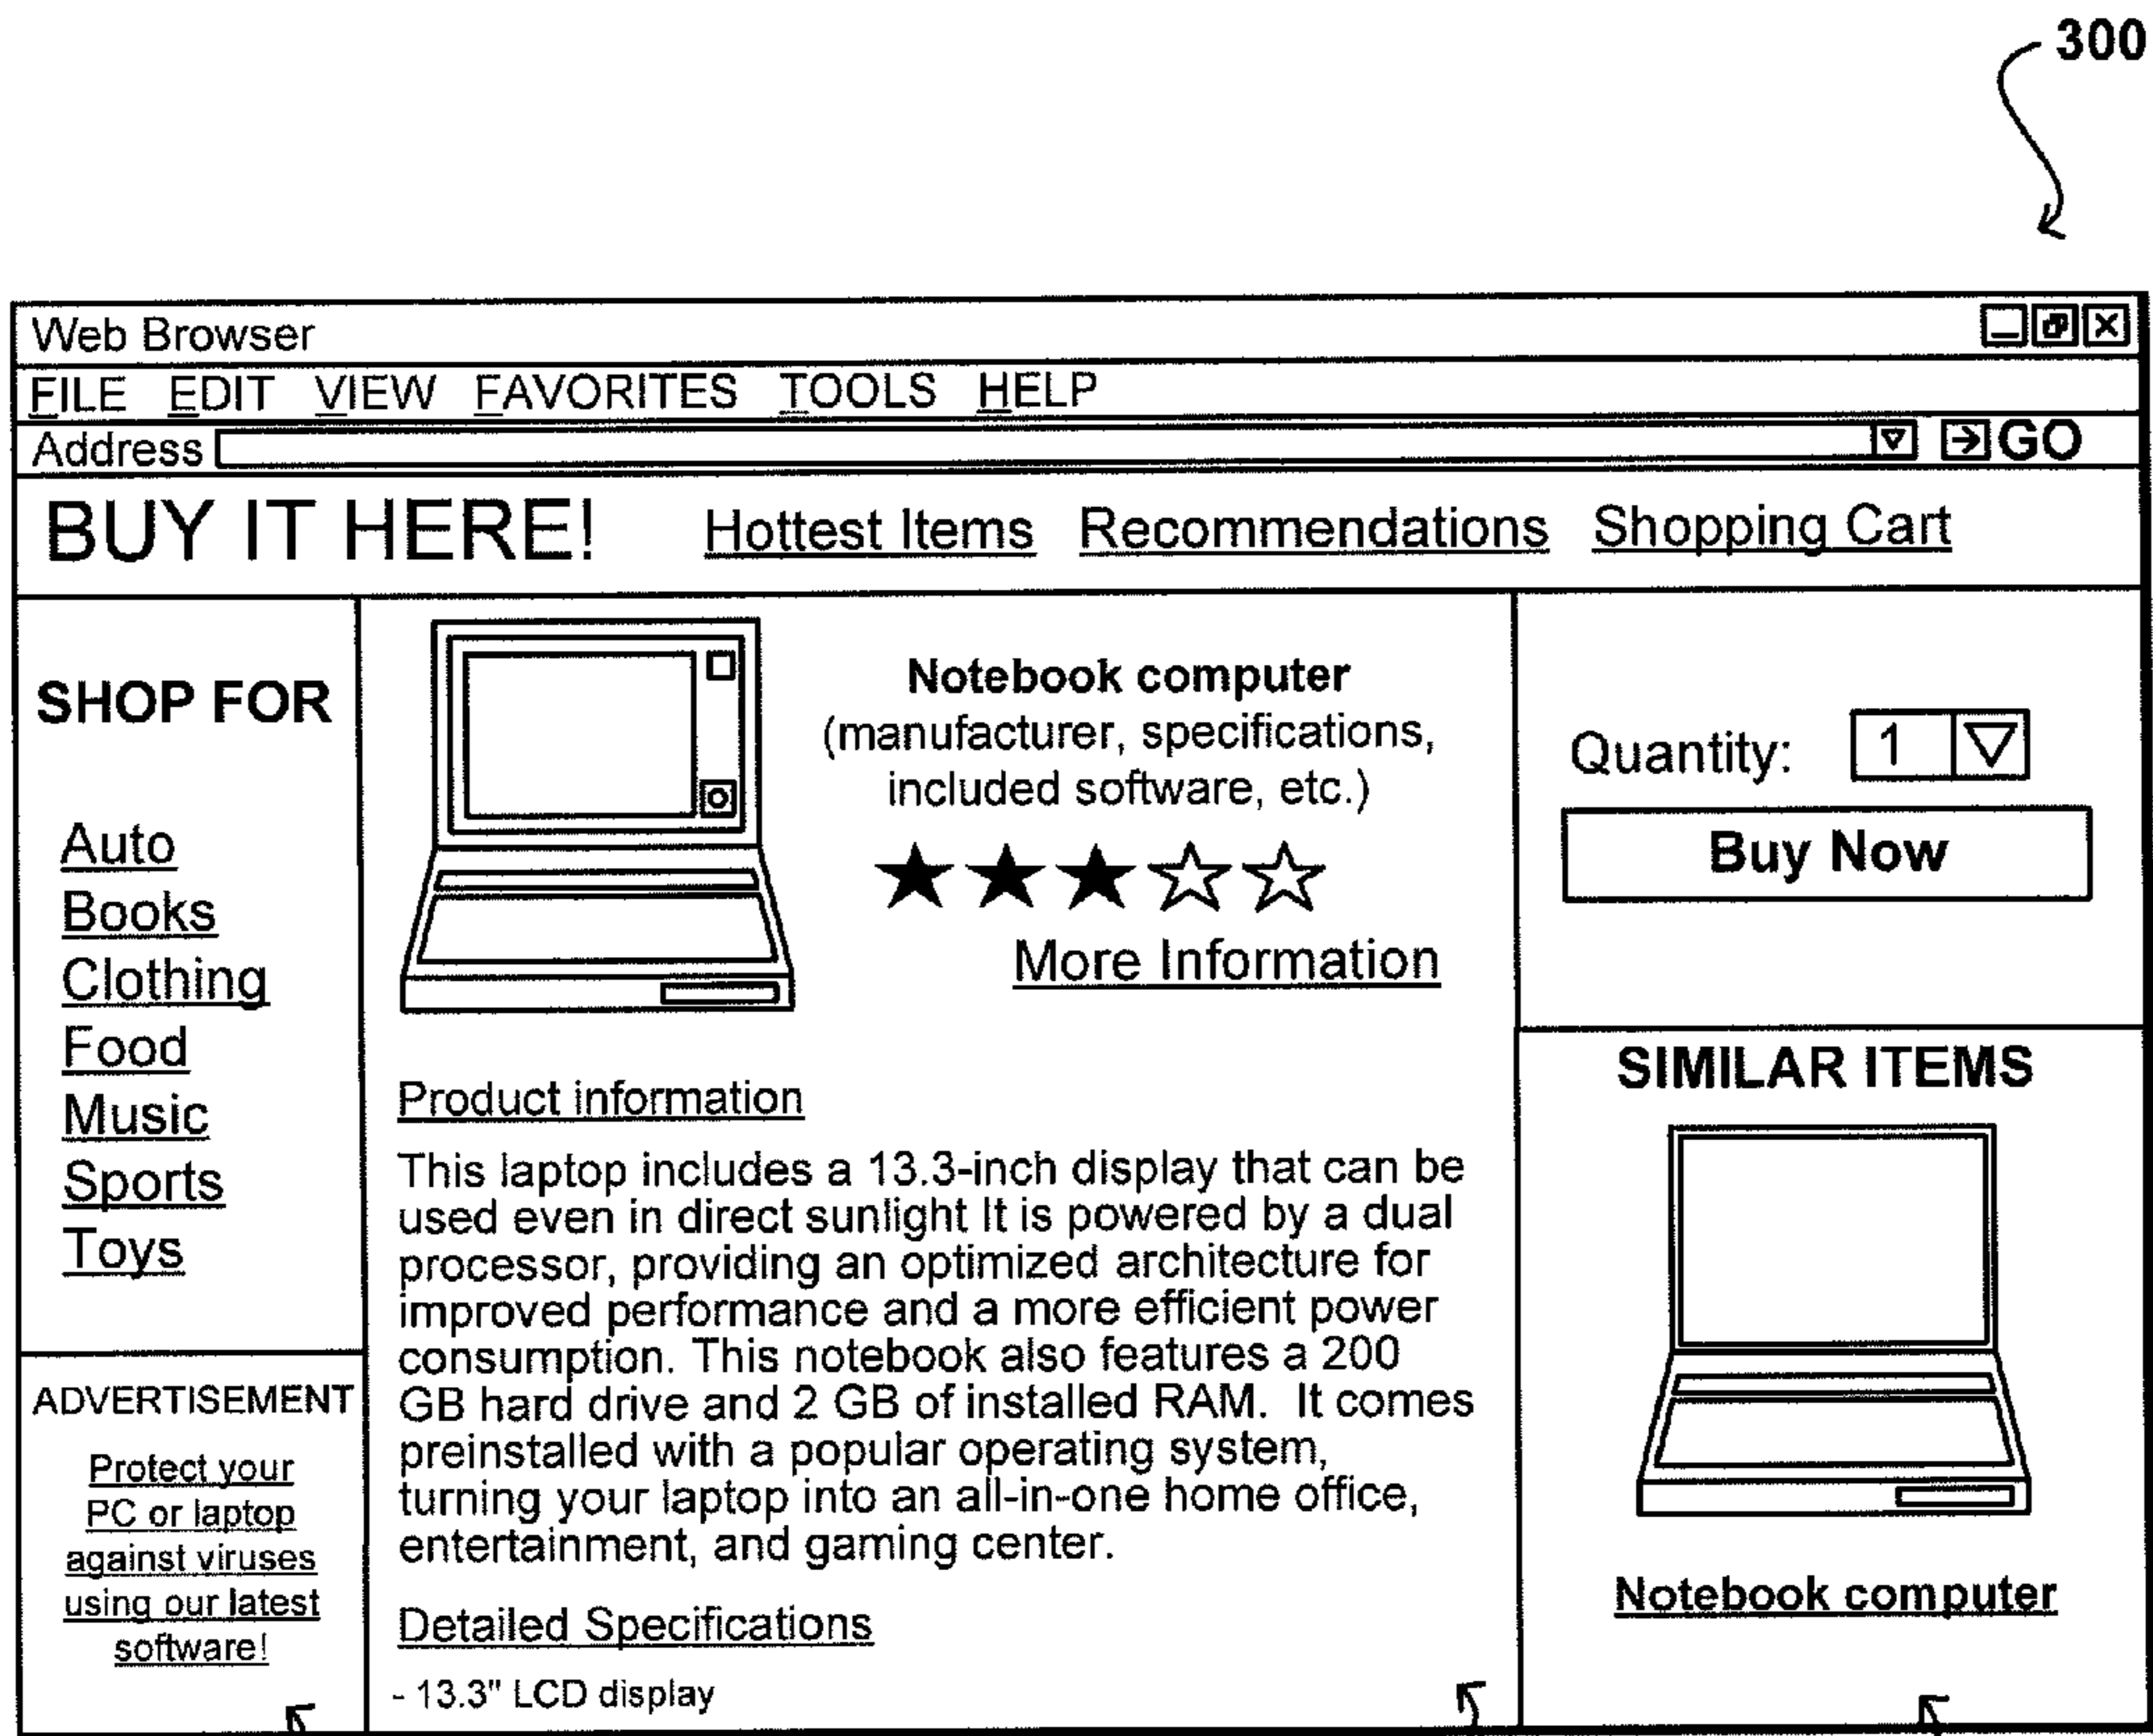 300
Web Browser
FILE EDIT VIEW FAVORITES TOOLS HELP
Address GO
BUY IT HERE! Hottest Items Recommendations Shopping Cart
SHOP FOR
Auto
Books
Clothing
Food
Music
Sports
Toys
ADVERTISEMENT
Protect your
PC or laptop
against viruses
using our latest
software!
Notebook computer
(manufacturer, specifications,
included software, etc.)
More Information
Product information
This laptop includes a 13.3-inch display that can be
used even in direct sunlight It is powered by a dual
processor, providing an optimized architecture for
improved performance and a more efficient power
consumption. This notebook also features a 200
GB hard drive and 2 GB of installed RAM. It comes
preinstalled with a popular operating system,
turning your laptop into an all-in-one home office,
entertainment, and gaming center.
Detailed Specifications
- 13.3" LCD display
Quantity: 1
Buy Now
SIMILAR ITEMS
Notebook computer